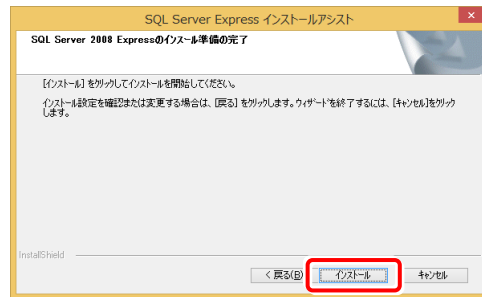 SQL Server Express インストールアシスト
×
SQL Server 2008 Expressのインストール準備の完了
[インストール] をクリックしてインストールを開始してください。
インストール設定を確認または変更する場合は、[戻る] をクリックします。ウィザードを終了するには、[キャンセル]をクリック
します。
InstallShield
< 戻る(B)
インストール
キャンセル